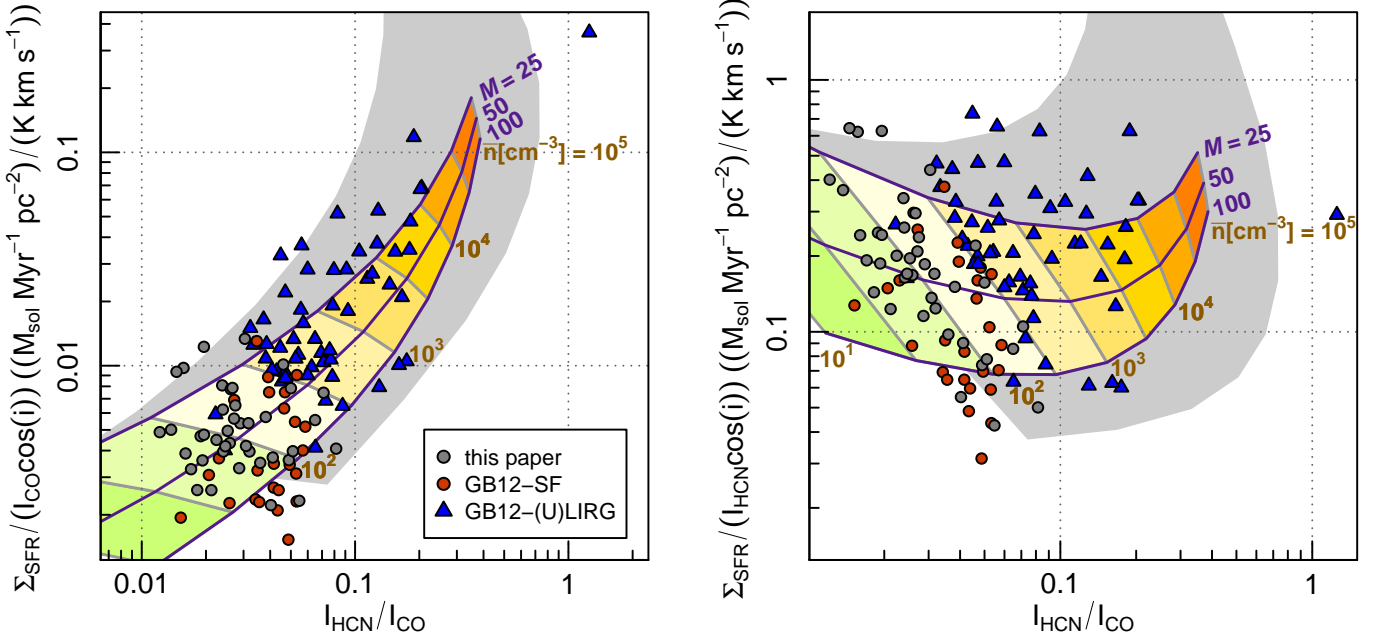 Σ_SFR/(I_CO cos(i)) ((M_sol Myr⁻¹ pc⁻²)/(K km s⁻¹))
0.1
0.01
M = 25
50
100
n̅[cm⁻³] = 10⁵
10⁴
10³
10²
this paper
GB12−SF
GB12−(U)LIRG
0.01
0.1
1
I_HCN/I_CO
Σ_SFR/(I_HCN cos(i)) ((M_sol Myr⁻¹ pc⁻²)/(K km s⁻¹))
1
0.1
M = 25
50
100
n̅[cm⁻³] = 10⁵
10⁴
10³
10²
10¹
0.1
1
I_HCN/I_CO